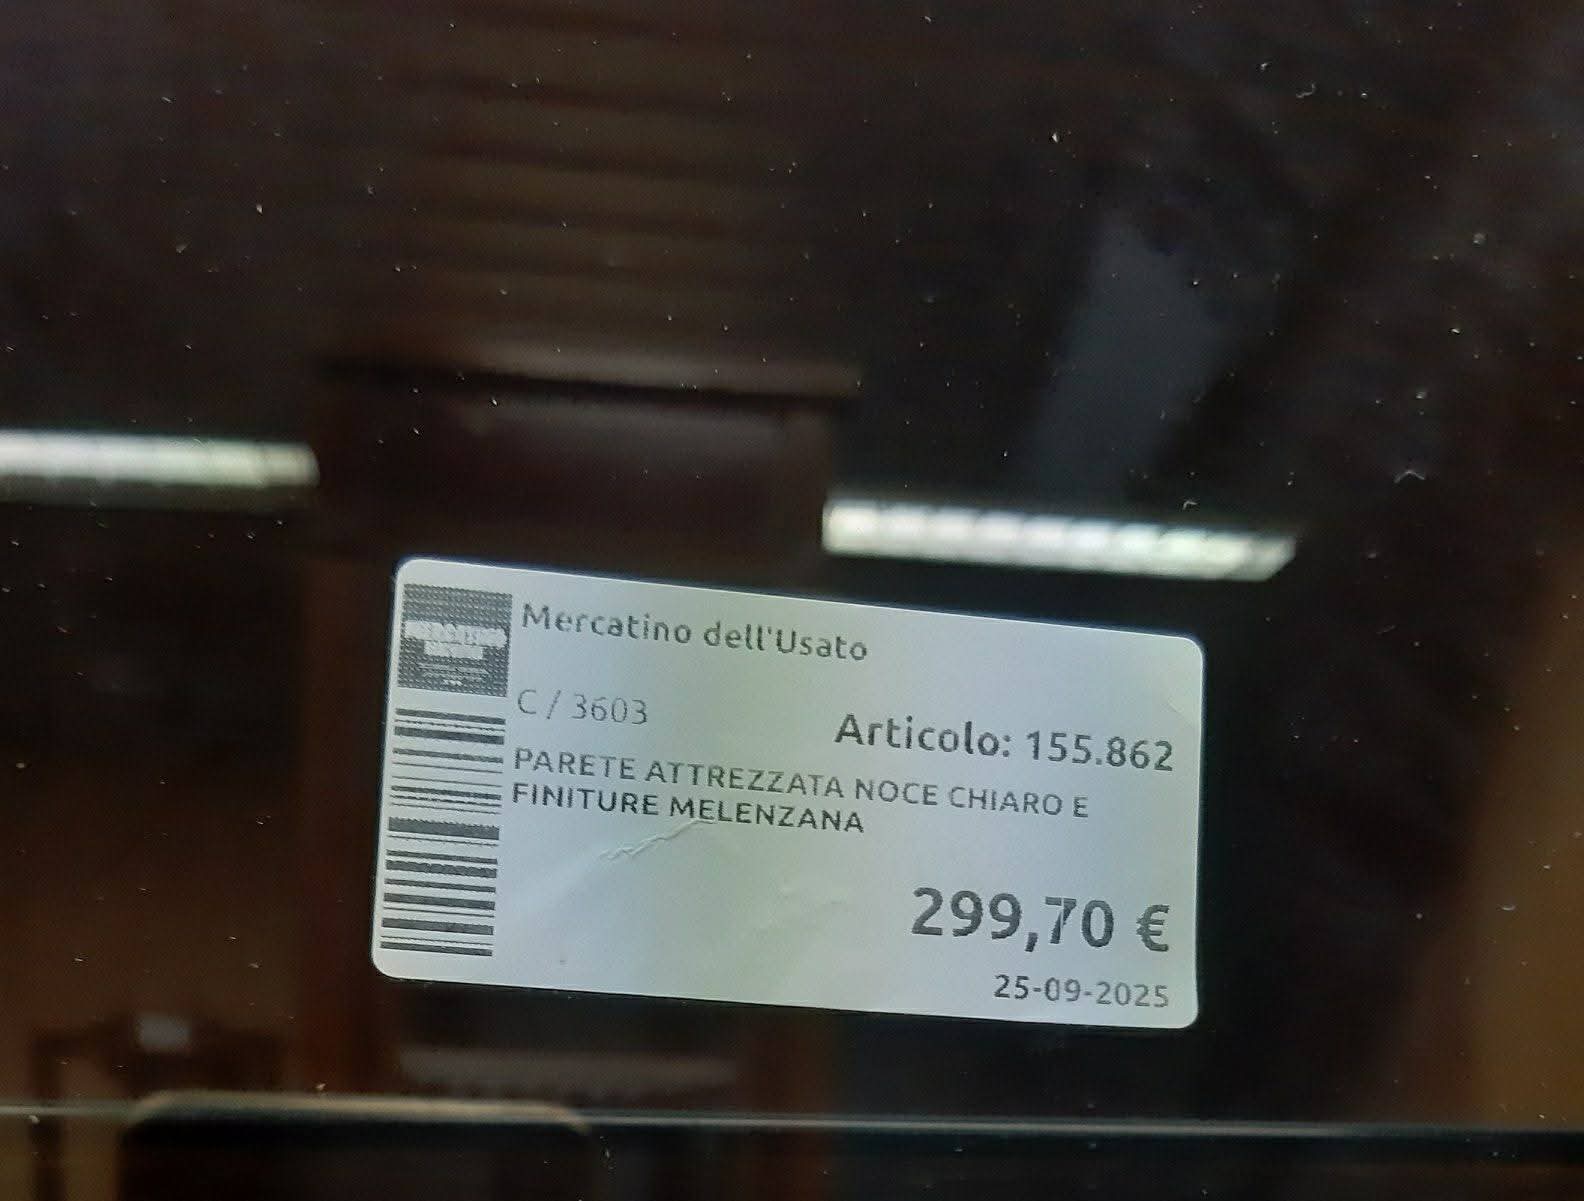 Mercatino dell'Usato
C / 3603
Articolo: 155.862
PARETE ATTREZZATA NOCE CHIARO E
FINITURE MELENZANA
299,70 €
25-09-2025